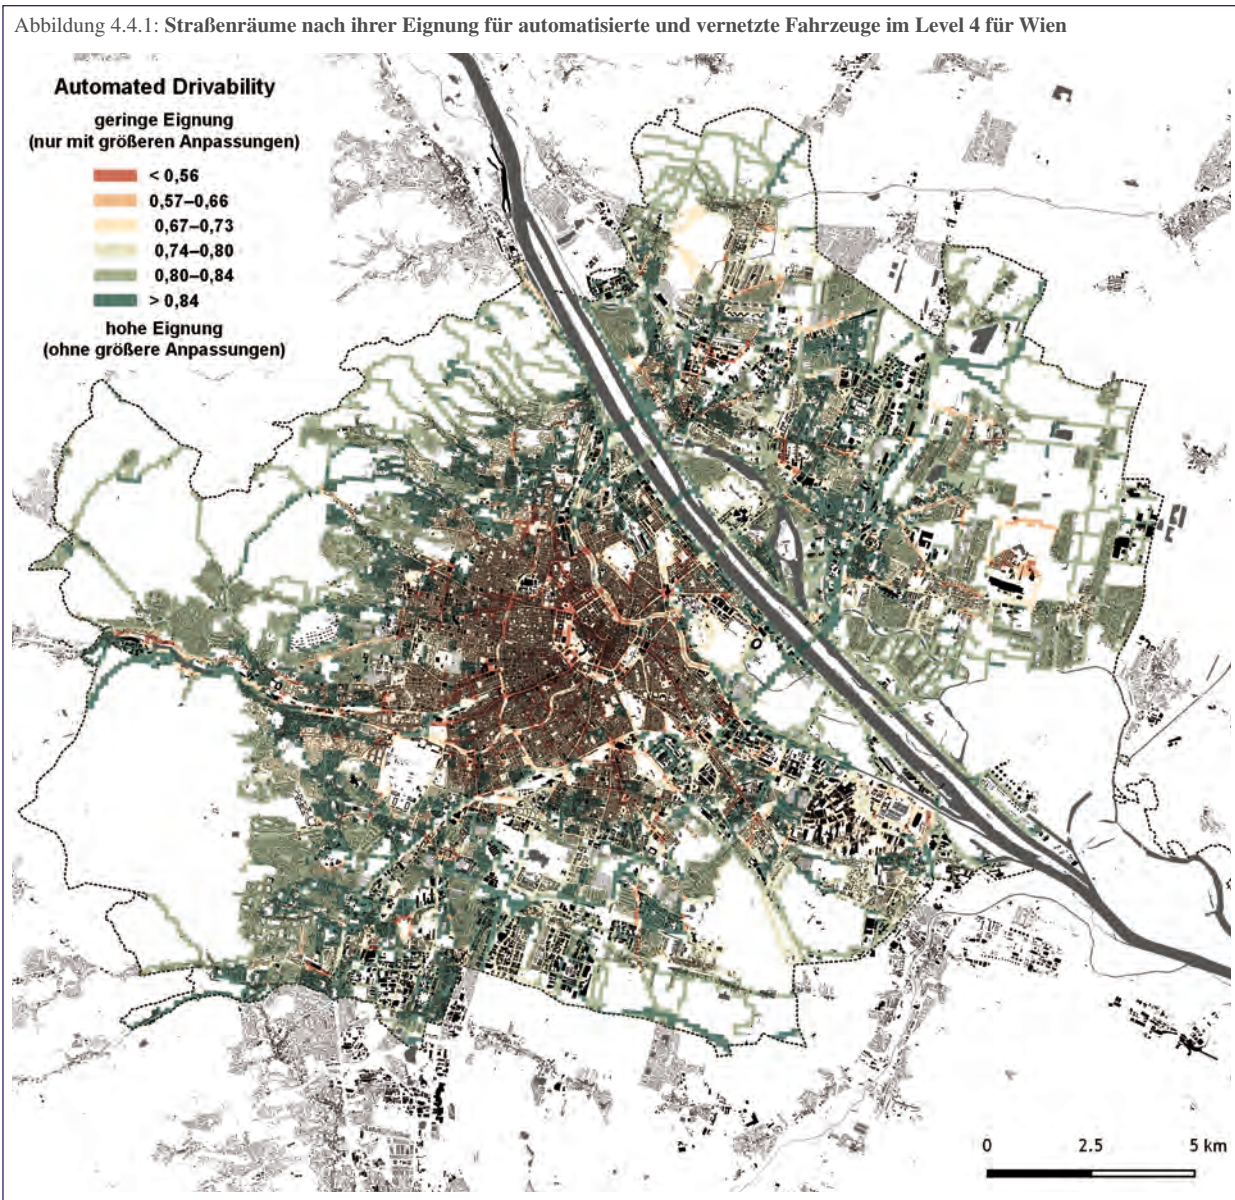 Abbildung 4.4.1: Straßenräume nach ihrer Eignung für automatisierte und vernetzte Fahrzeuge im Level 4 für Wien
Automated Drivability
geringe Eignung
(nur mit größeren Anpassungen)
< 0,56
0,57–0,66
0,67–0,73
0,74–0,80
0,80–0,84
> 0,84
hohe Eignung
(ohne größere Anpassungen)
0 2.5 5 km